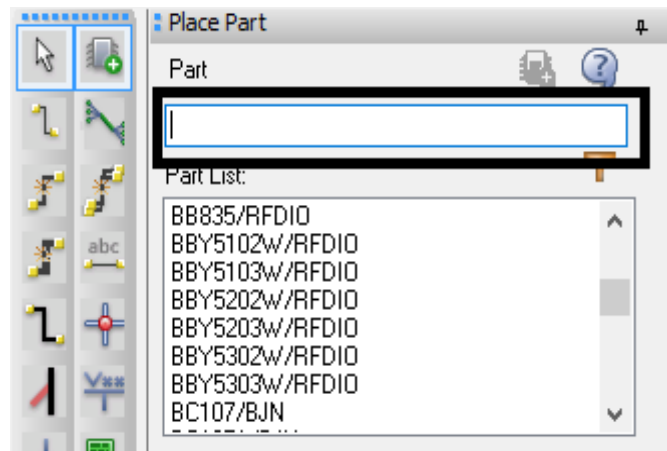 Place Part
Part
Part List:
BB835/RFDIO
BBY5102W/RFDIO
BBY5103W/RFDIO
BBY5202W/RFDIO
BBY5203W/RFDIO
BBY5302W/RFDIO
BBY5303W/RFDIO
BC107/BJN
abc